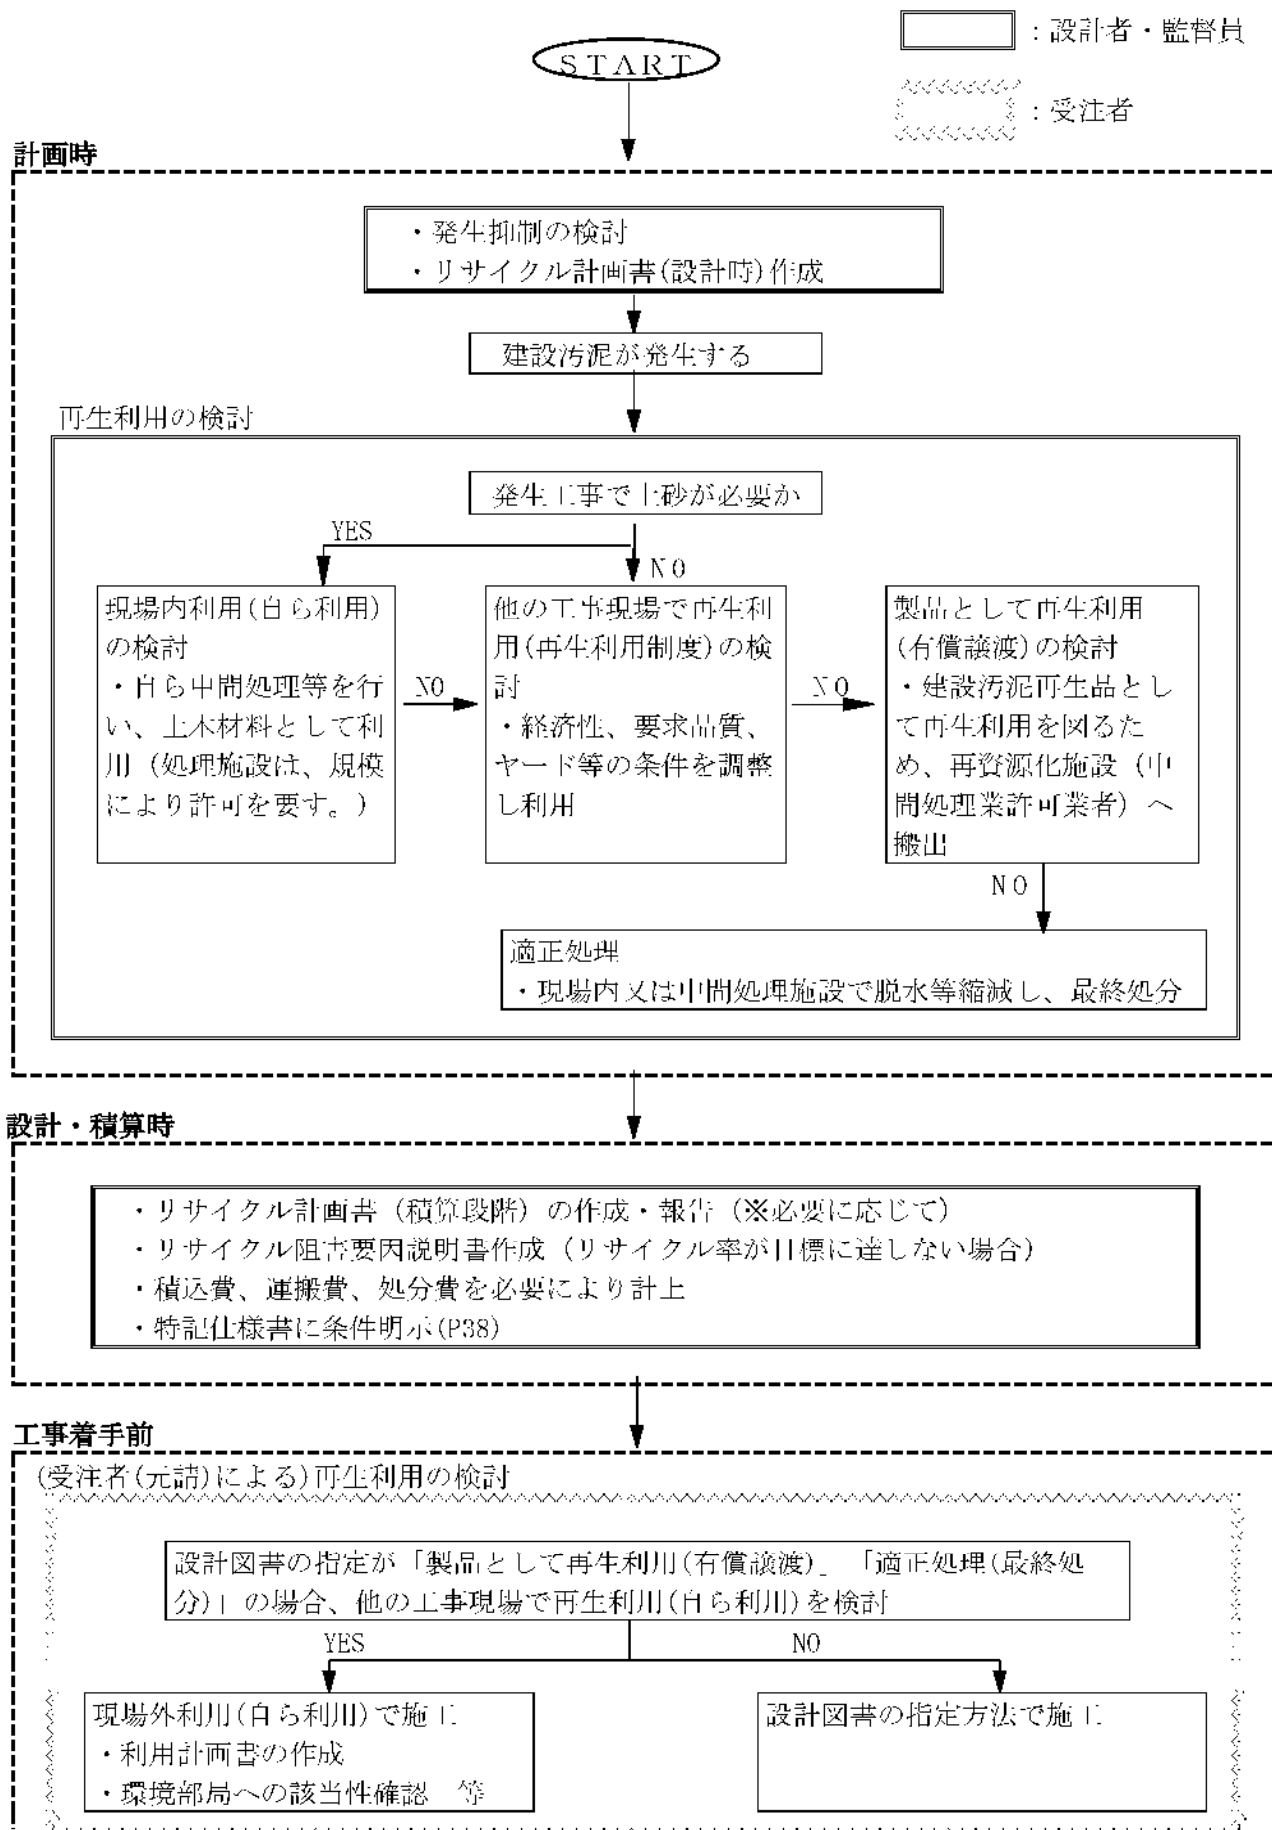 ：設計者・監督員
START
：受注者
計画時
・発生抑制の検討
・リサイクル計画書(設計時)作成
建設汚泥が発生する
再生利用の検討
発生工事で土砂が必要か
YES
NO
現場内利用(自ら利用)
の検討
・自ら中間処理等を行
い、土木材料として利
用（処理施設は、規模
により許可を要す。）
NO
他の工事現場で再生利
用(再生利用制度)の検
討
・経済性、要求品質、
ヤード等の条件を調整
し利用
NO
製品として再生利用
(有償譲渡)の検討
・建設汚泥再生品とし
て再生利用を図るた
め、再資源化施設（中
間処理業許可業者）へ
搬出
NO
適正処理
・現場内又は中間処理施設で脱水等縮減し、最終処分
設計・積算時
・リサイクル計画書（積算段階）の作成・報告（※必要に応じて）
・リサイクル阻害要因説明書作成（リサイクル率が目標に達しない場合）
・積込費、運搬費、処分費を必要により計上
・特記仕様書に条件明示(P38)
工事着手前
(受注者(元請)による)再生利用の検討
設計図書の指定が「製品として再生利用(有償譲渡)」「適正処理(最終処
分)」の場合、他の工事現場で再生利用(自ら利用)を検討
YES
NO
現場外利用(自ら利用)で施工
・利用計画書の作成
・環境部局への該当性確認　等
設計図書の指定方法で施工